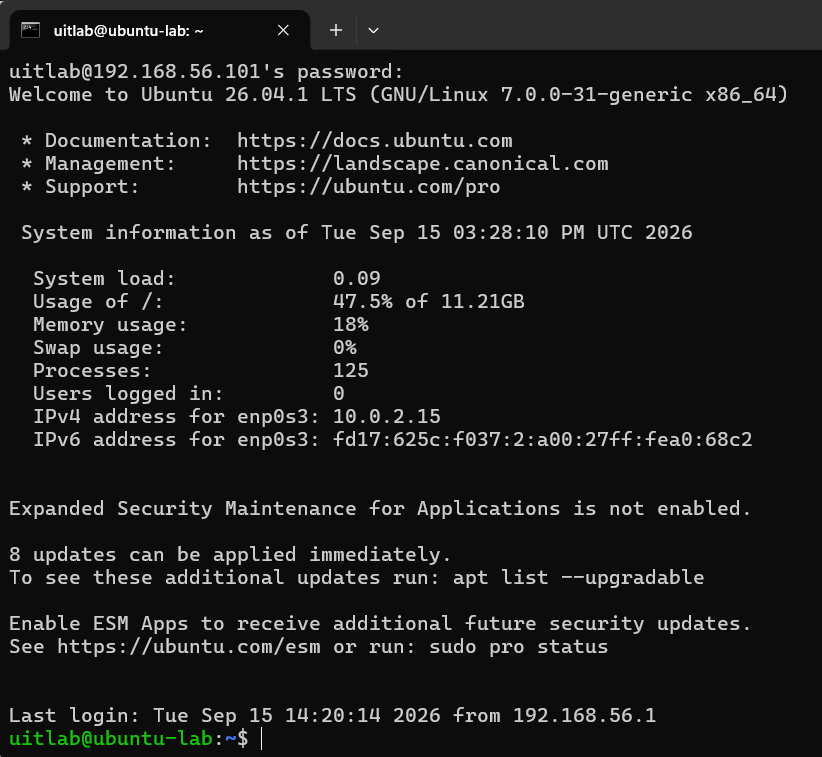 uitlab@ubuntu-lab: ~
uitlab@192.168.56.101's password:
Welcome to Ubuntu 26.04.1 LTS (GNU/Linux 7.0.0-31-generic x86_64)
* Documentation:  https://docs.ubuntu.com
* Management:     https://landscape.canonical.com
* Support:        https://ubuntu.com/pro
System information as of Tue Sep 15 03:28:10 PM UTC 2026
System load:             0.09
Usage of /:              47.5% of 11.21GB
Memory usage:            18%
Swap usage:              0%
Processes:               125
Users logged in:         0
IPv4 address for enp0s3: 10.0.2.15
IPv6 address for enp0s3: fd17:625c:f037:2:a00:27ff:fea0:68c2
Expanded Security Maintenance for Applications is not enabled.
8 updates can be applied immediately.
To see these additional updates run: apt list --upgradable
Enable ESM Apps to receive additional future security updates.
See https://ubuntu.com/esm or run: sudo pro status
Last login: Tue Sep 15 14:20:14 2026 from 192.168.56.1
uitlab@ubuntu-lab:~$